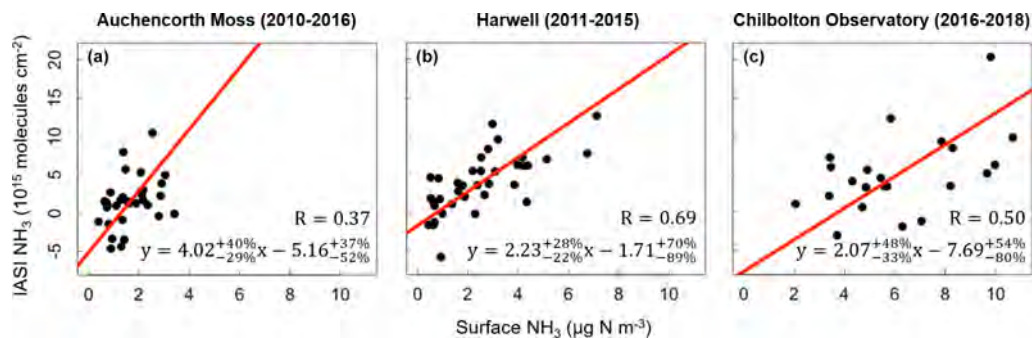 Auchencorth Moss (2010-2016) Harwell (2011-2015) Chilbolton Observatory (2016-2018)
IASI NH₃ (10¹⁵ molecules cm⁻²)
20
15
10
5
0
-5
(a)
R = 0.37
y = 4.02+40%−29%x − 5.16+37%−52%
0 2 4 6 8 10
(b)
R = 0.69
y = 2.23+28%−22%x − 1.71+70%−89%
0 2 4 6 8 10
(c)
R = 0.50
y = 2.07+48%−33%x − 7.69+54%−80%
0 2 4 6 8 10
Surface NH₃ (µg N m⁻³)